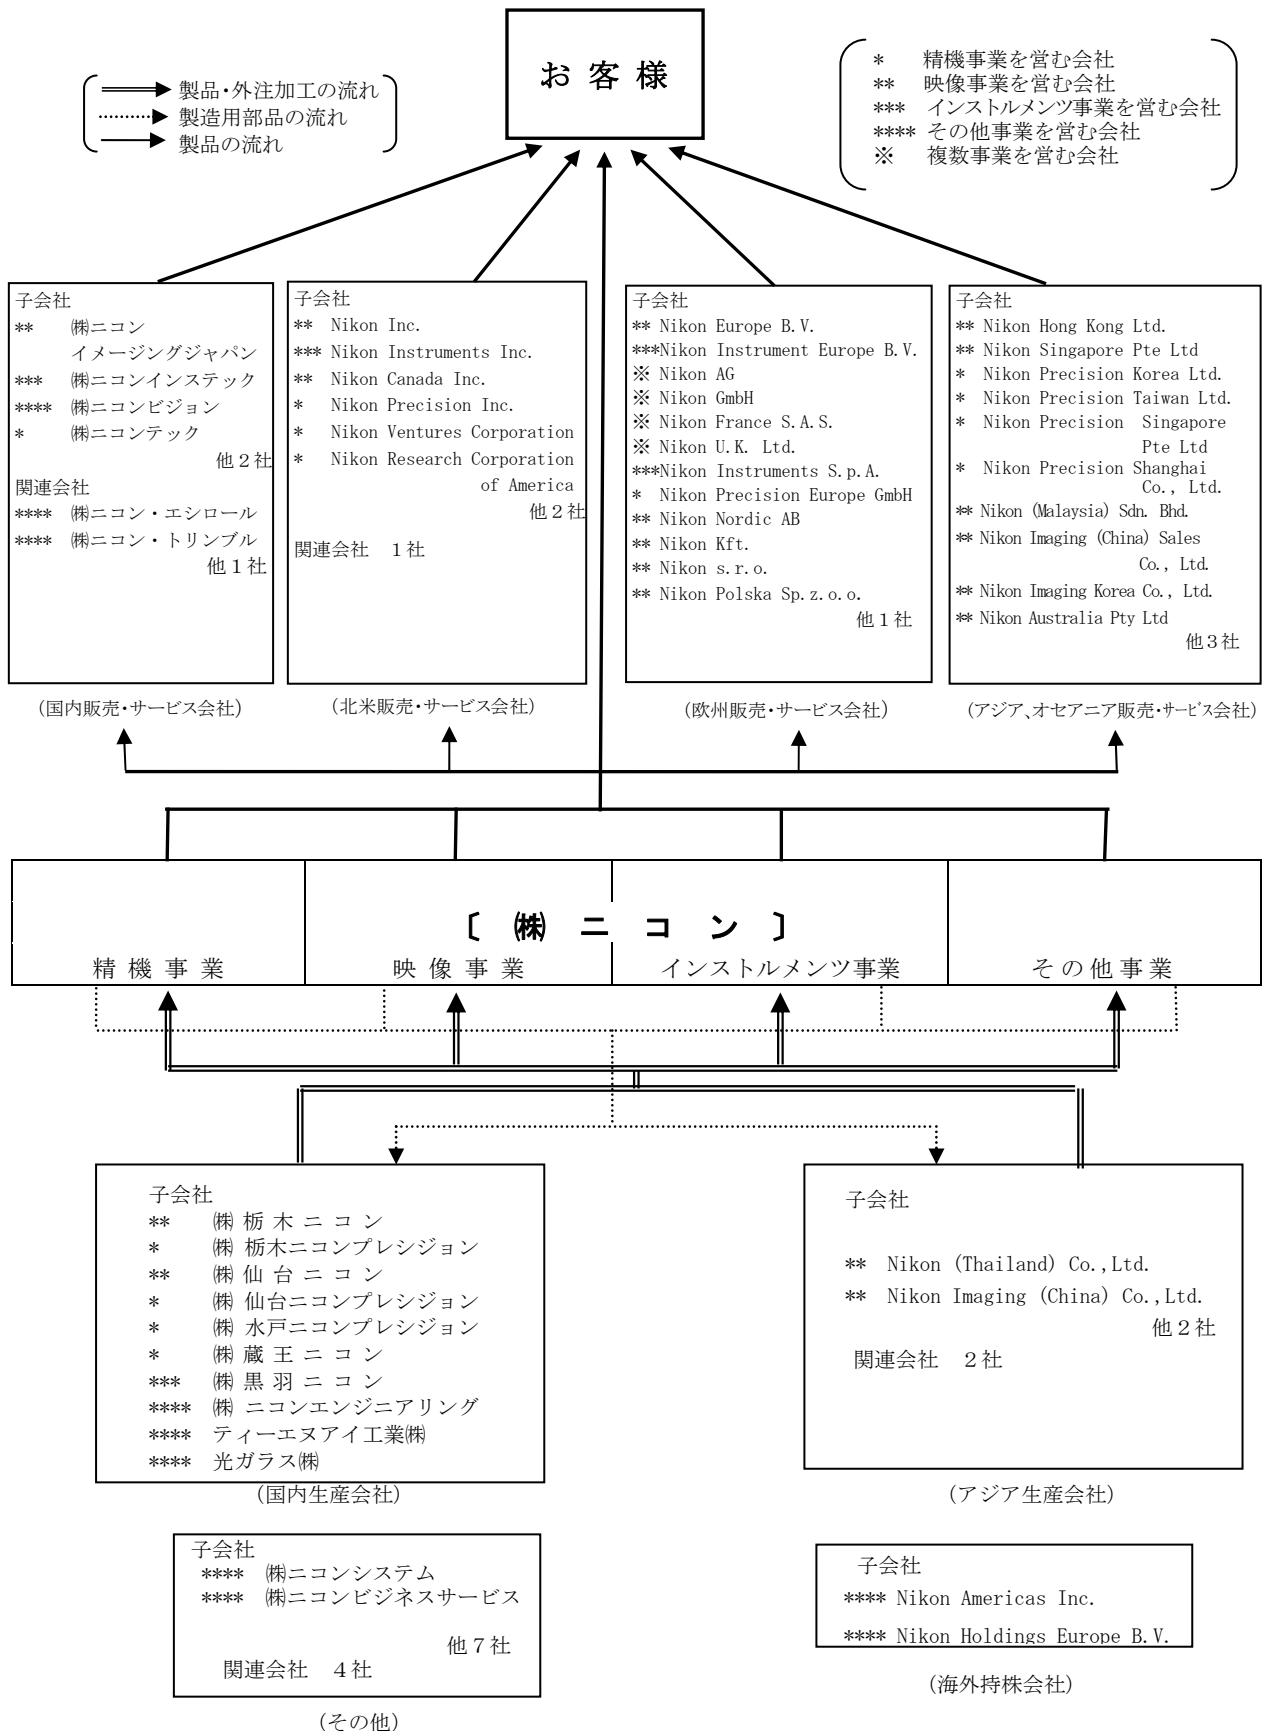 お 客 様
製品・外注加工の流れ
製造用部品の流れ
製品の流れ
* 精機事業を営む会社
** 映像事業を営む会社
*** インストルメンツ事業を営む会社
**** その他事業を営む会社
※ 複数事業を営む会社
子会社
** ㈱ニコン
イメージングジャパン
*** ㈱ニコンインステック
**** ㈱ニコンビジョン
* ㈱ニコンテック
他２社
関連会社
**** ㈱ニコン・エシロール
**** ㈱ニコン・トリンブル
他１社
(国内販売・サービス会社)
子会社
** Nikon Inc.
*** Nikon Instruments Inc.
** Nikon Canada Inc.
* Nikon Precision Inc.
* Nikon Ventures Corporation
* Nikon Research Corporation
of America
他２社
関連会社 １社
(北米販売・サービス会社)
子会社
** Nikon Europe B.V.
***Nikon Instrument Europe B.V.
※ Nikon AG
※ Nikon GmbH
※ Nikon France S.A.S.
※ Nikon U.K. Ltd.
***Nikon Instruments S.p.A.
* Nikon Precision Europe GmbH
** Nikon Nordic AB
** Nikon Kft.
** Nikon s.r.o.
** Nikon Polska Sp.z.o.o.
他１社
(欧州販売・サービス会社)
子会社
** Nikon Hong Kong Ltd.
** Nikon Singapore Pte Ltd
* Nikon Precision Korea Ltd.
* Nikon Precision Taiwan Ltd.
* Nikon Precision Singapore
Pte Ltd
* Nikon Precision Shanghai
Co., Ltd.
** Nikon (Malaysia) Sdn. Bhd.
** Nikon Imaging (China) Sales
Co., Ltd.
** Nikon Imaging Korea Co., Ltd.
** Nikon Australia Pty Ltd
他３社
(アジア、オセアニア販売・サービス会社)
〔 ㈱ ニ コ ン 〕
精 機 事 業
映 像 事 業
インストルメンツ事業
その他事業
子会社
** ㈱ 栃 木 ニ コ ン
* ㈱ 栃木ニコンプレシジョン
** ㈱ 仙 台 ニ コ ン
* ㈱ 仙台ニコンプレシジョン
* ㈱ 水戸ニコンプレシジョン
* ㈱ 蔵 王 ニ コ ン
*** ㈱ 黒 羽 ニ コ ン
**** ㈱ ニコンエンジニアリング
**** ティーエヌアイ工業㈱
**** 光ガラス㈱
(国内生産会社)
子会社
** Nikon (Thailand) Co.,Ltd.
** Nikon Imaging (China) Co.,Ltd.
他２社
関連会社 ２社
(アジア生産会社)
子会社
**** ㈱ニコンシステム
**** ㈱ニコンビジネスサービス
他７社
関連会社 ４社
(その他)
子会社
**** Nikon Americas Inc.
**** Nikon Holdings Europe B.V.
(海外持株会社)